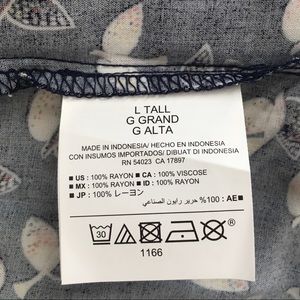 L TALL
G GRAND
G ALTA
MADE IN INDONESIA/ HECHO EN INDONESIA
CON INSUMOS IMPORTADOS/ DIBUAT DI INDONESIA
RN 54023 CA 17897
■ US : 100% RAYON ■ CA : 100% VISCOSE
■ MX : 100% RAYON ■ ID : 100% RAYON
■ JP : 100% レーヨン
■ AE : 100% حرير رايون الصناعي
30
1166